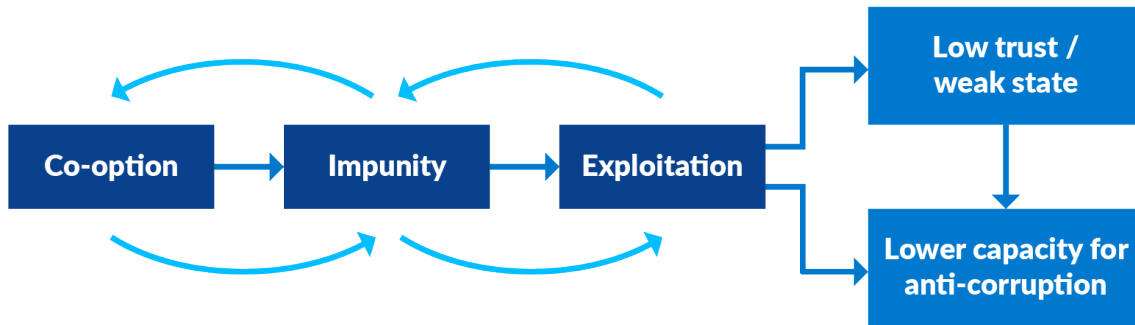 Co-option
Impunity
Exploitation
Low trust /
weak state
Lower capacity for
anti-corruption